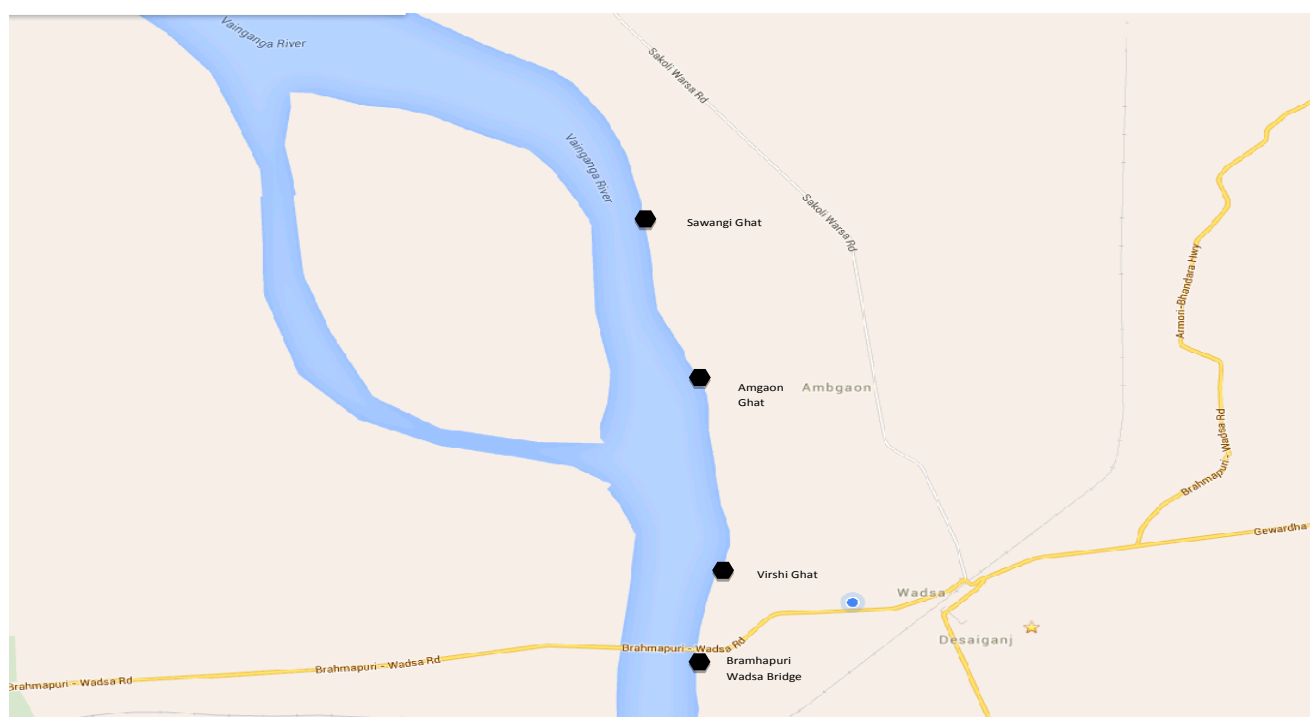 Vainganga River
Sakoli Warsa Rd
Vainganga River
Sakoli Warsa Rd
Sawangi Ghat
Armori-Bhandara Hwy
Amgaon
Ghat
Ambgaon
Brahmapuri - Wadsa Rd
Gewardha
Virshi Ghat
Wadsa
Desaiganj
Brahmapuri - Wadsa Rd
Brahmapuri - Wadsa Rd
Bramhapuri
Wadsa Bridge
Brahmapuri - Wadsa Rd